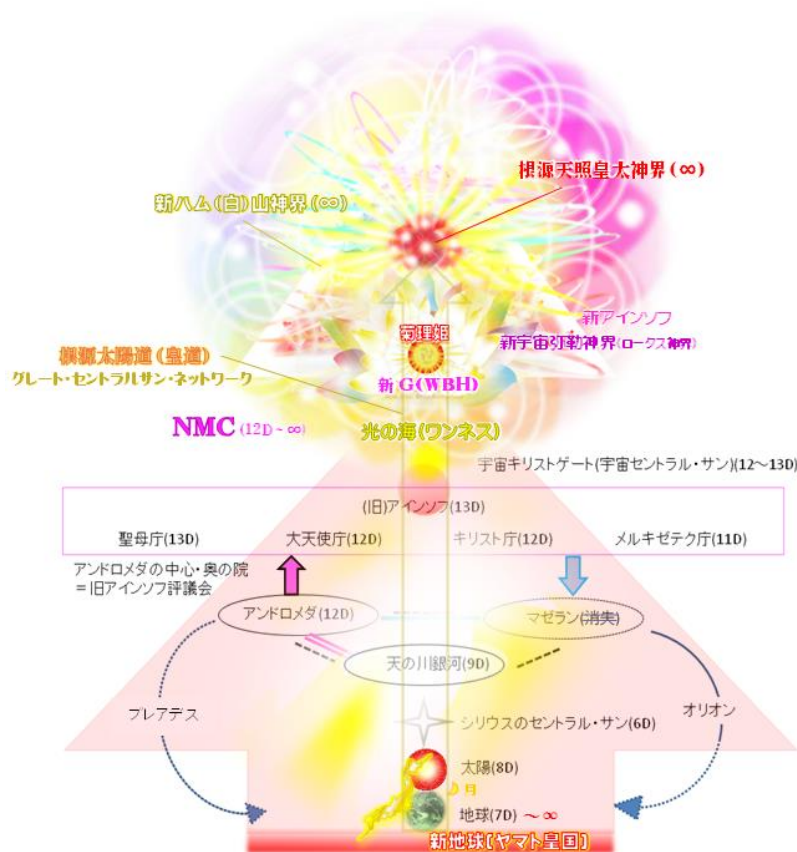 根源天照皇太神界(∞)
新ハム(白)山神界(∞)
新アインソフ
菊理姫
新宇宙弥勒神界(ロークス神界)
根源太陽道(皇道)
グレート・セントラルサン・ネットワーク
新G(WBH)
NMC(12D~∞)
光の海(ワンネス)
宇宙キリストゲート(宇宙セントラル・サン)(12~13D)
(旧)アインソフ(13D)
聖母庁(13D)
大天使庁(12D)
キリスト庁(12D)
メルキゼテク庁(11D)
アンドロメダの中心・奥の院
=旧アインソフ評議会
アンドロメダ(12D)
マゼラン(消失)
天の川銀河(9D)
プレアデス
オリオン
シリウスのセントラル・サン(6D)
太陽(8D)
月
地球(7D)~∞
新地球[ヤマト皇国]